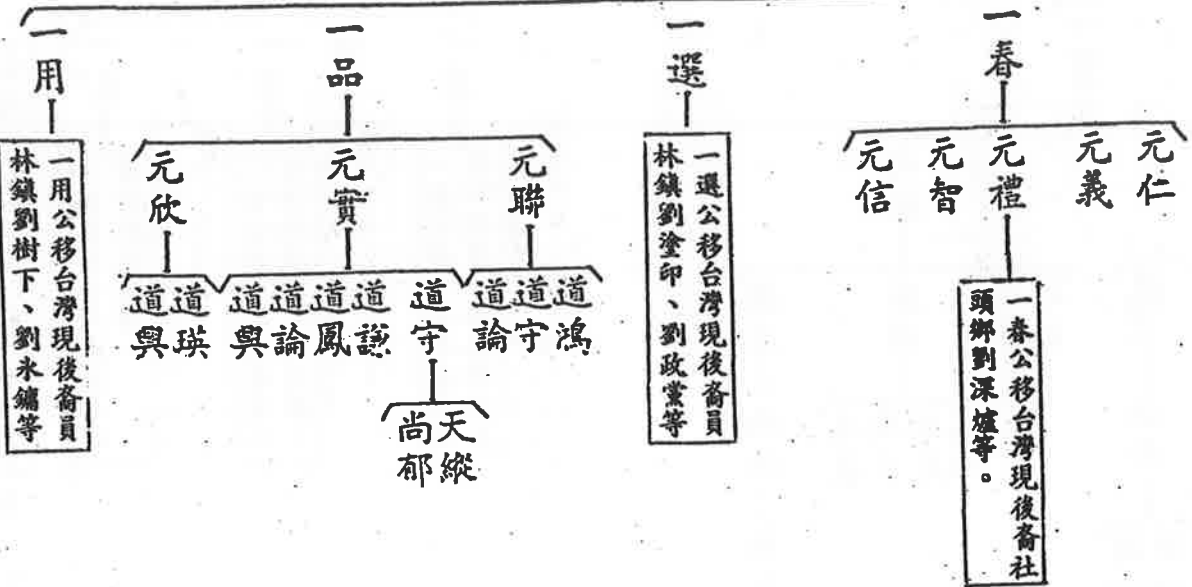 一春
元仁
元義
元禮
元智
元信
一春公移台灣現後裔社
頭鄉劉深爐等。
一選
一選公移台灣現後裔員
林鎮劉塗印、劉政黨等
一品
元聯
道鴻
道守
道論
元實
道守
天縱
尚郁
道謙
道鳳
道論
道興
元欣
道瑛
道興
一用
一用公移台灣現後裔員
林鎮劉樹下、劉永鏞等